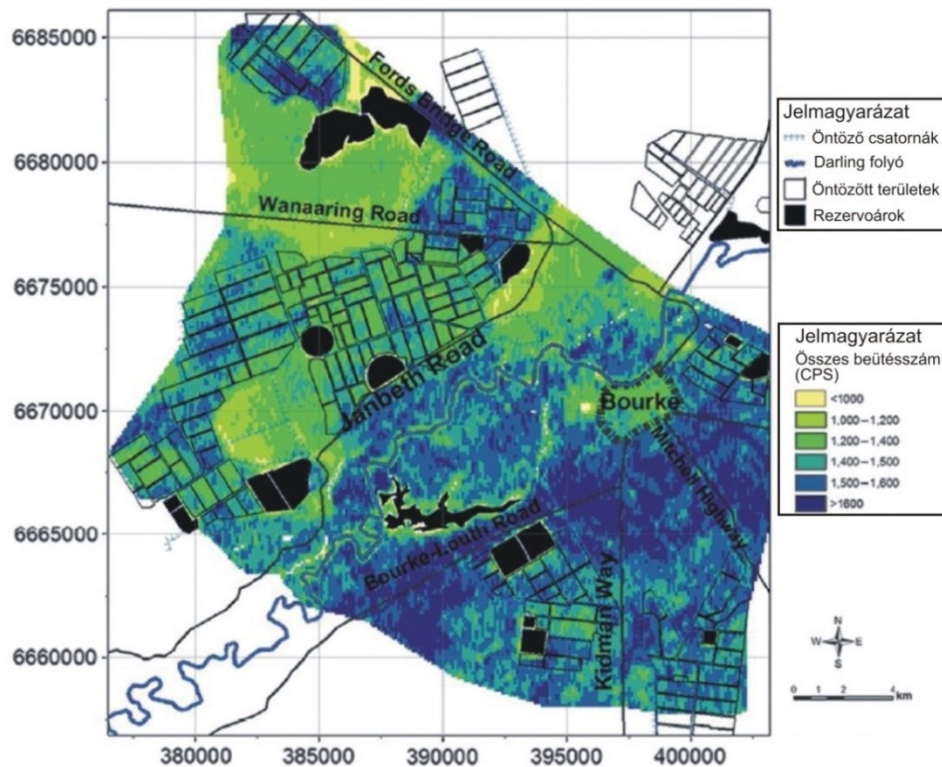 6685000
6680000
6675000
6670000
6665000
6660000
380000 385000 390000 395000 400000
Fords Bridge Road
Wanaaring Road
Janbeth Road
Bourke
Mitchell Highway
Bourke-Louth Road
Kidman Way
Jelmagyarázat
Öntöző csatornák
Darling folyó
Öntözött területek
Rezervoárok
Jelmagyarázat
Összes beütésszám
(CPS)
<1000
1,000–1,200
1,200–1,400
1,400–1,500
1,500–1,600
>1600
N
W E
S
0 1 2 4
km